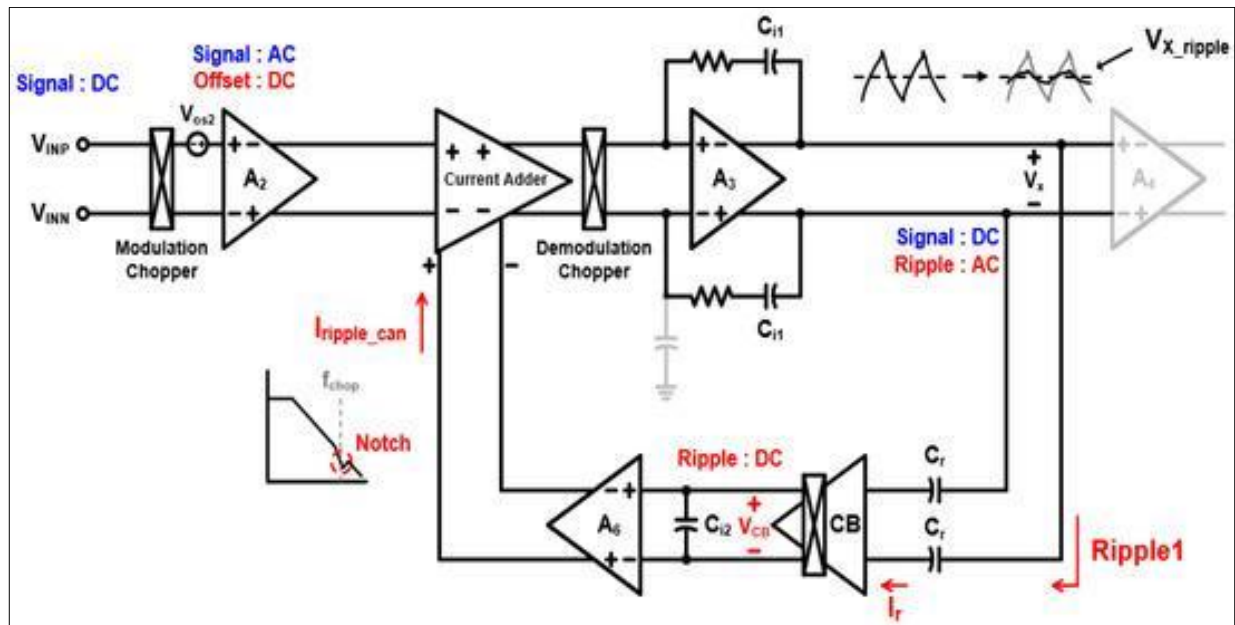 C_i1
Signal : AC
Offset : DC
V_X_ripple
Signal : DC
V_os2
V_INP
+ −
+ +
+ −
+
A_2
Current Adder
A_3
V_x
A_4
V_INN
− +
− −
− +
−
Modulation
Chopper
Demodulation
Chopper
Signal : DC
Ripple : AC
+
−
I_ripple_can
C_i1
f_chop
Notch
Ripple : DC
C_r
− +
+
A_6
C_i2
V_CB
CB
C_r
+ −
−
Ripple1
I_r